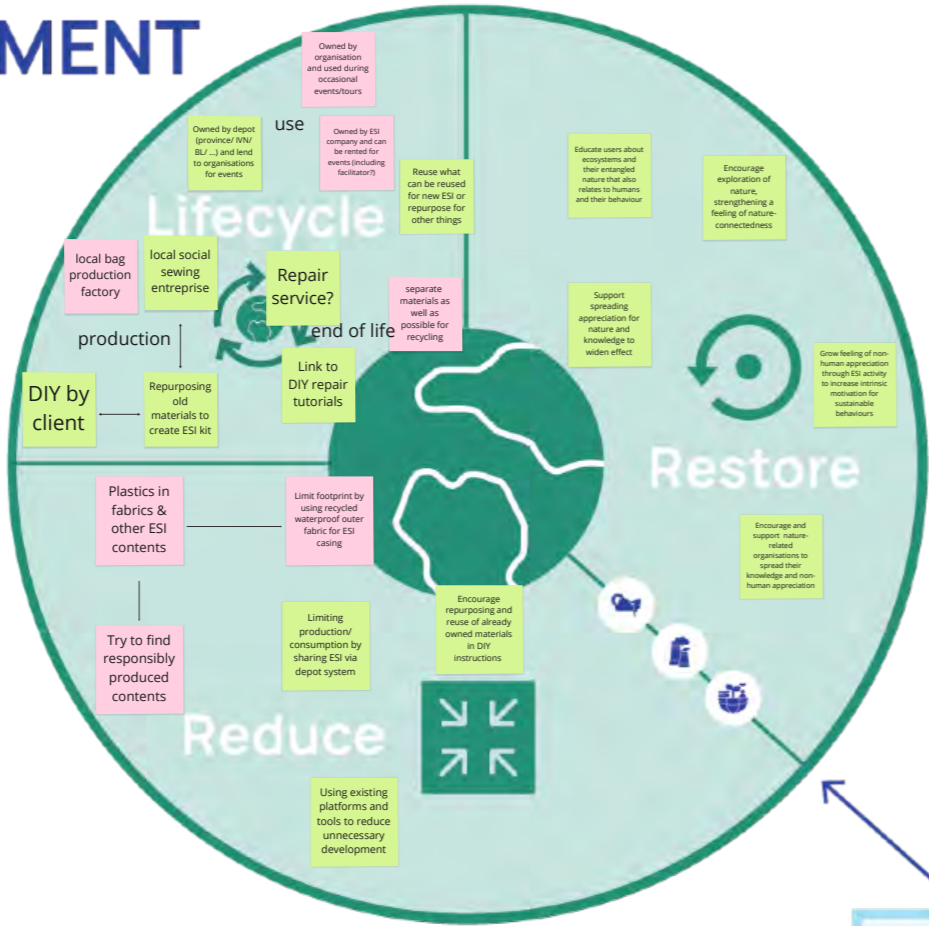 MENT
Owned by
organisation
and used during
occasional
events/tours
use
Owned by depot
(province/ IVN/
BL/ ...) and lend
to organisations
for events
Owned by ESI
company and can
be rented for
events (including
facilitator?)
Reuse what
can be reused
for new ESI or
repurpose for
other things
Lifecycle
local bag
production
factory
local social
sewing
entreprise
Repair
service?
separate
materials as
well as
possible for
recycling
production
end of life
DIY by
client
Repurposing
old
materials to
create ESI kit
Link to
DIY repair
tutorials
Educate users about
ecosystems and
their entangled
nature that also
relates to humans
and their behaviour
Encourage
exploration of
nature,
strengthening a
feeling of nature-
connectedness
Support
spreading
appreciation for
nature and
knowledge to
widen effect
Grow feeling of non-
human appreciation
through ESI activity
to increase intrinsic
motivation for
sustainable
behaviours
Restore
Encourage and
support nature-
related
organisations to
spread their
knowledge and non-
human appreciation
Plastics in
fabrics &
other ESI
contents
Limit footprint by
using recycled
waterproof outer
fabric for ESI
casing
Try to find
responsibly
produced
contents
Limiting
production/
consumption by
sharing ESI via
depot system
Encourage
repurposing and
reuse of already
owned materials
in DIY
instructions
Reduce
Using existing
platforms and
tools to reduce
unnecessary
development